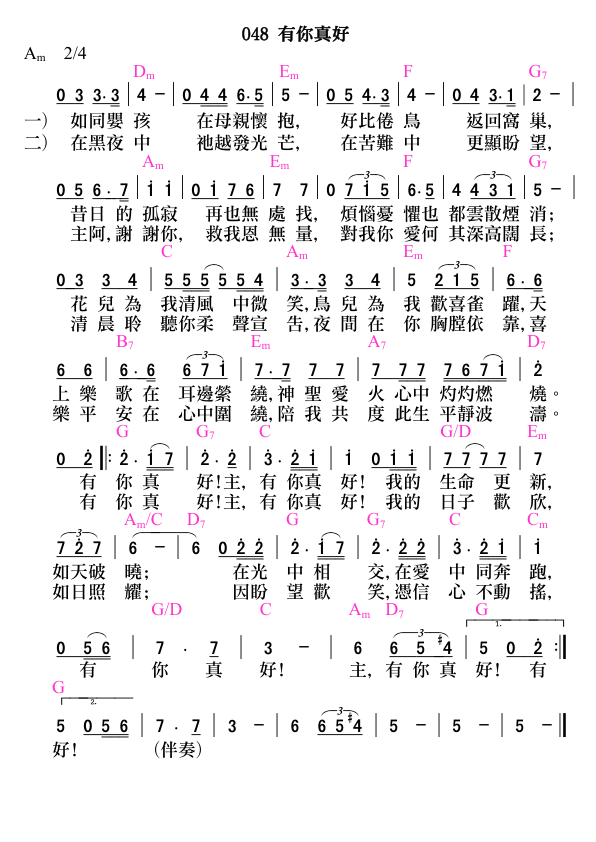 048 有你真好
Am 2/4
Dm Em F G7
0 3 3·3 | 4 － | 0 4 4 6·5 | 5 － | 0 5 4·3 | 2 4 | 0 4 3·1 | 2 － |
一） 如同嬰 孩 在母親懷 抱， 好比倦 鳥 返回窩 巢，
二） 在黑夜 中 祂越發光 芒， 在苦難 中 更顯盼 望，
Am Em F G7
0 5 6·7 | i i | 0 i 7 6 | 7 7 | 0 7 i 5 | 6·5 | 4 4 3 1 | 5 － |
昔日 的 孤寂 再也無 處 找， 煩惱憂 懼也 都雲散煙 消；
主阿，謝 謝你， 救我恩 無 量， 對我你 愛何 其深高闊 長；
C Am Em F
0 3 3 4 | 5 5 5 5 5 5 4 | 3·3 3 4 | 5 2 1 5 | 6·6
花 兒 為 我清風 中微 笑，鳥 兒 為 我 歡喜雀 躍，天
清 晨 聆 聽你柔 聲宣 告，夜 間 在 你 胸膛依 靠，喜
B7 Em A7 D7
6 6 | 6·6 6 7 i | 7·7 7 7 | 7 7 7 7 6 7 i | 2
上 樂 歌 在 耳邊縈 繞，神 聖 愛 火 心中 灼灼燃 燒。
樂 平 安 在 心中圍 繞，陪 我 共 度 此生 平靜波 濤。
G G7 C G/D Em
0 2 ‖: 2·i 7 | 2·2 | 3·2 i | i 0 i i | 7 7 7 7 | 7
有 你 真 好！主，有 你真 好！ 我的 生命 更 新，
有 你 真 好！主，有 你真 好！ 我的 日子 歡 欣，
Am/C D7 G G7 C Cm
7 2 7 | 6 － | 6 0 2 2 | 2·i 7 | 2·2 2 | 3·2 i | i
如天破 曉； 在光 中 相 交，在愛 中 同奔 跑，
如日照 耀； 因盼 望 歡 笑，憑信 心 不動 搖，
G/D C Am D7 G
1.
0 5 6 | 7 · 7 | 3 － | 6 6 5 #4 | 5 0 2 :‖
有 你 真 好！ 主，有 你 真 好！ 有
G
2.
5 0 5 6 | 7 · 7 | 3 － | 6 6 5 #4 | 5 － | 5 － | 5 － ‖
好！ （伴奏）